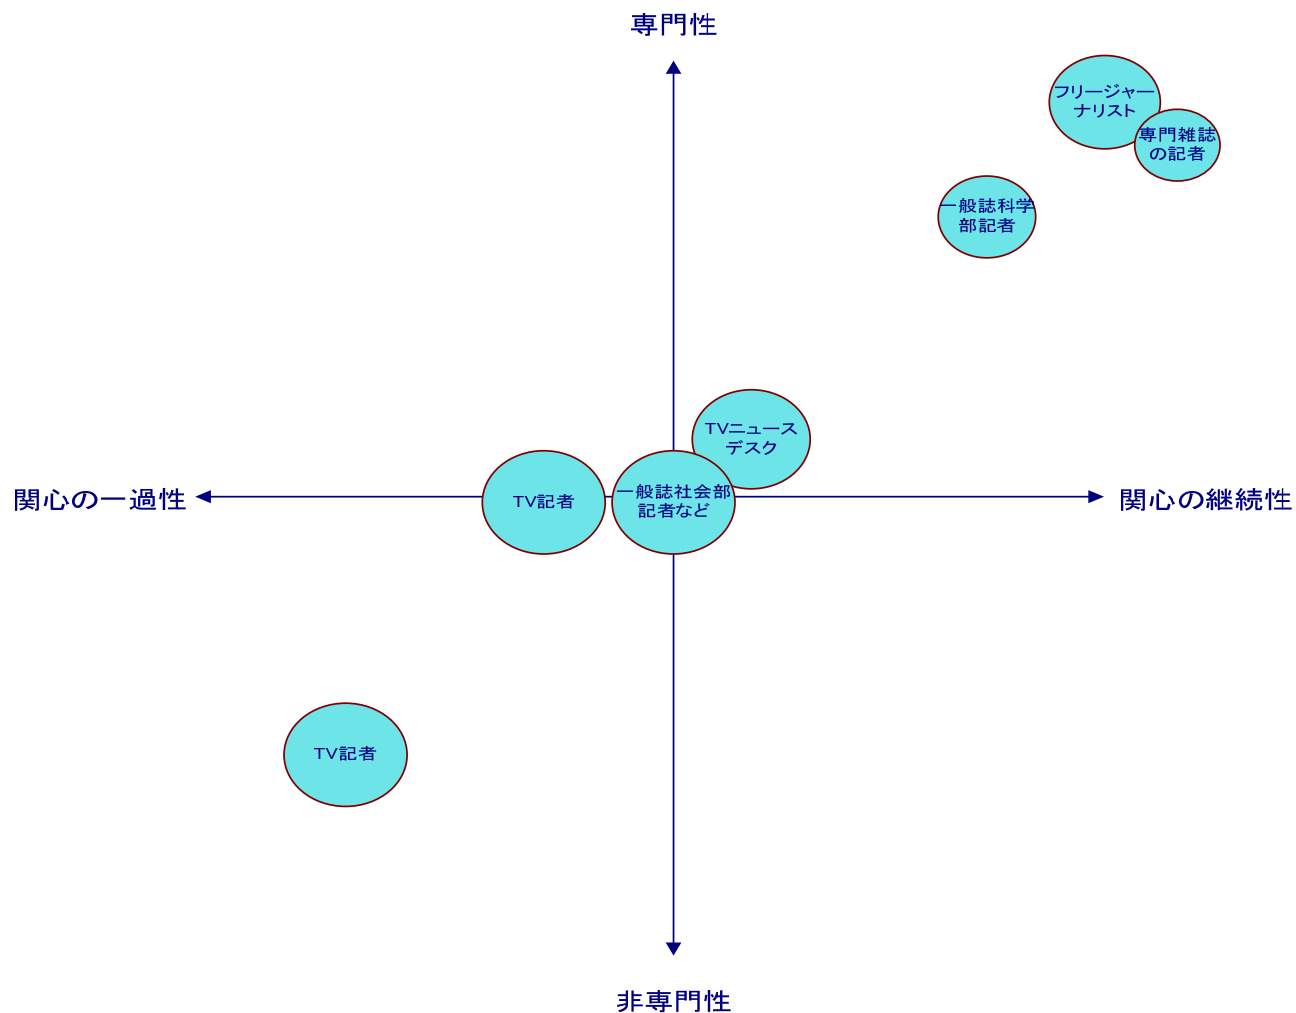 専門性
フリージャー
ナリスト
専門雑誌
の記者
一般誌科学
部記者
TVニュース
デスク
関心の一過性
TV記者
一般誌社会部
記者など
関心の継続性
TV記者
非専門性